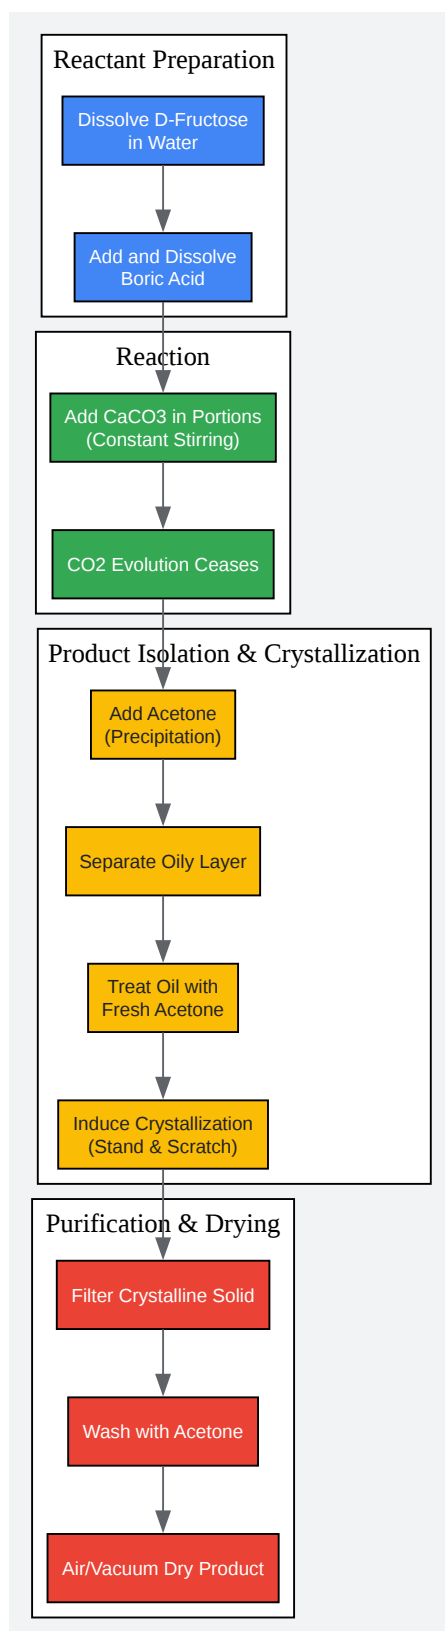 Reactant Preparation
Dissolve D-Fructose
in Water
Add and Dissolve
Boric Acid
Reaction
Add CaCO3 in Portions
(Constant Stirring)
CO2 Evolution Ceases
Product Isolation & Crystallization
Add Acetone
(Precipitation)
Separate Oily Layer
Treat Oil with
Fresh Acetone
Induce Crystallization
(Stand & Scratch)
Purification & Drying
Filter Crystalline Solid
Wash with Acetone
Air/Vacuum Dry Product